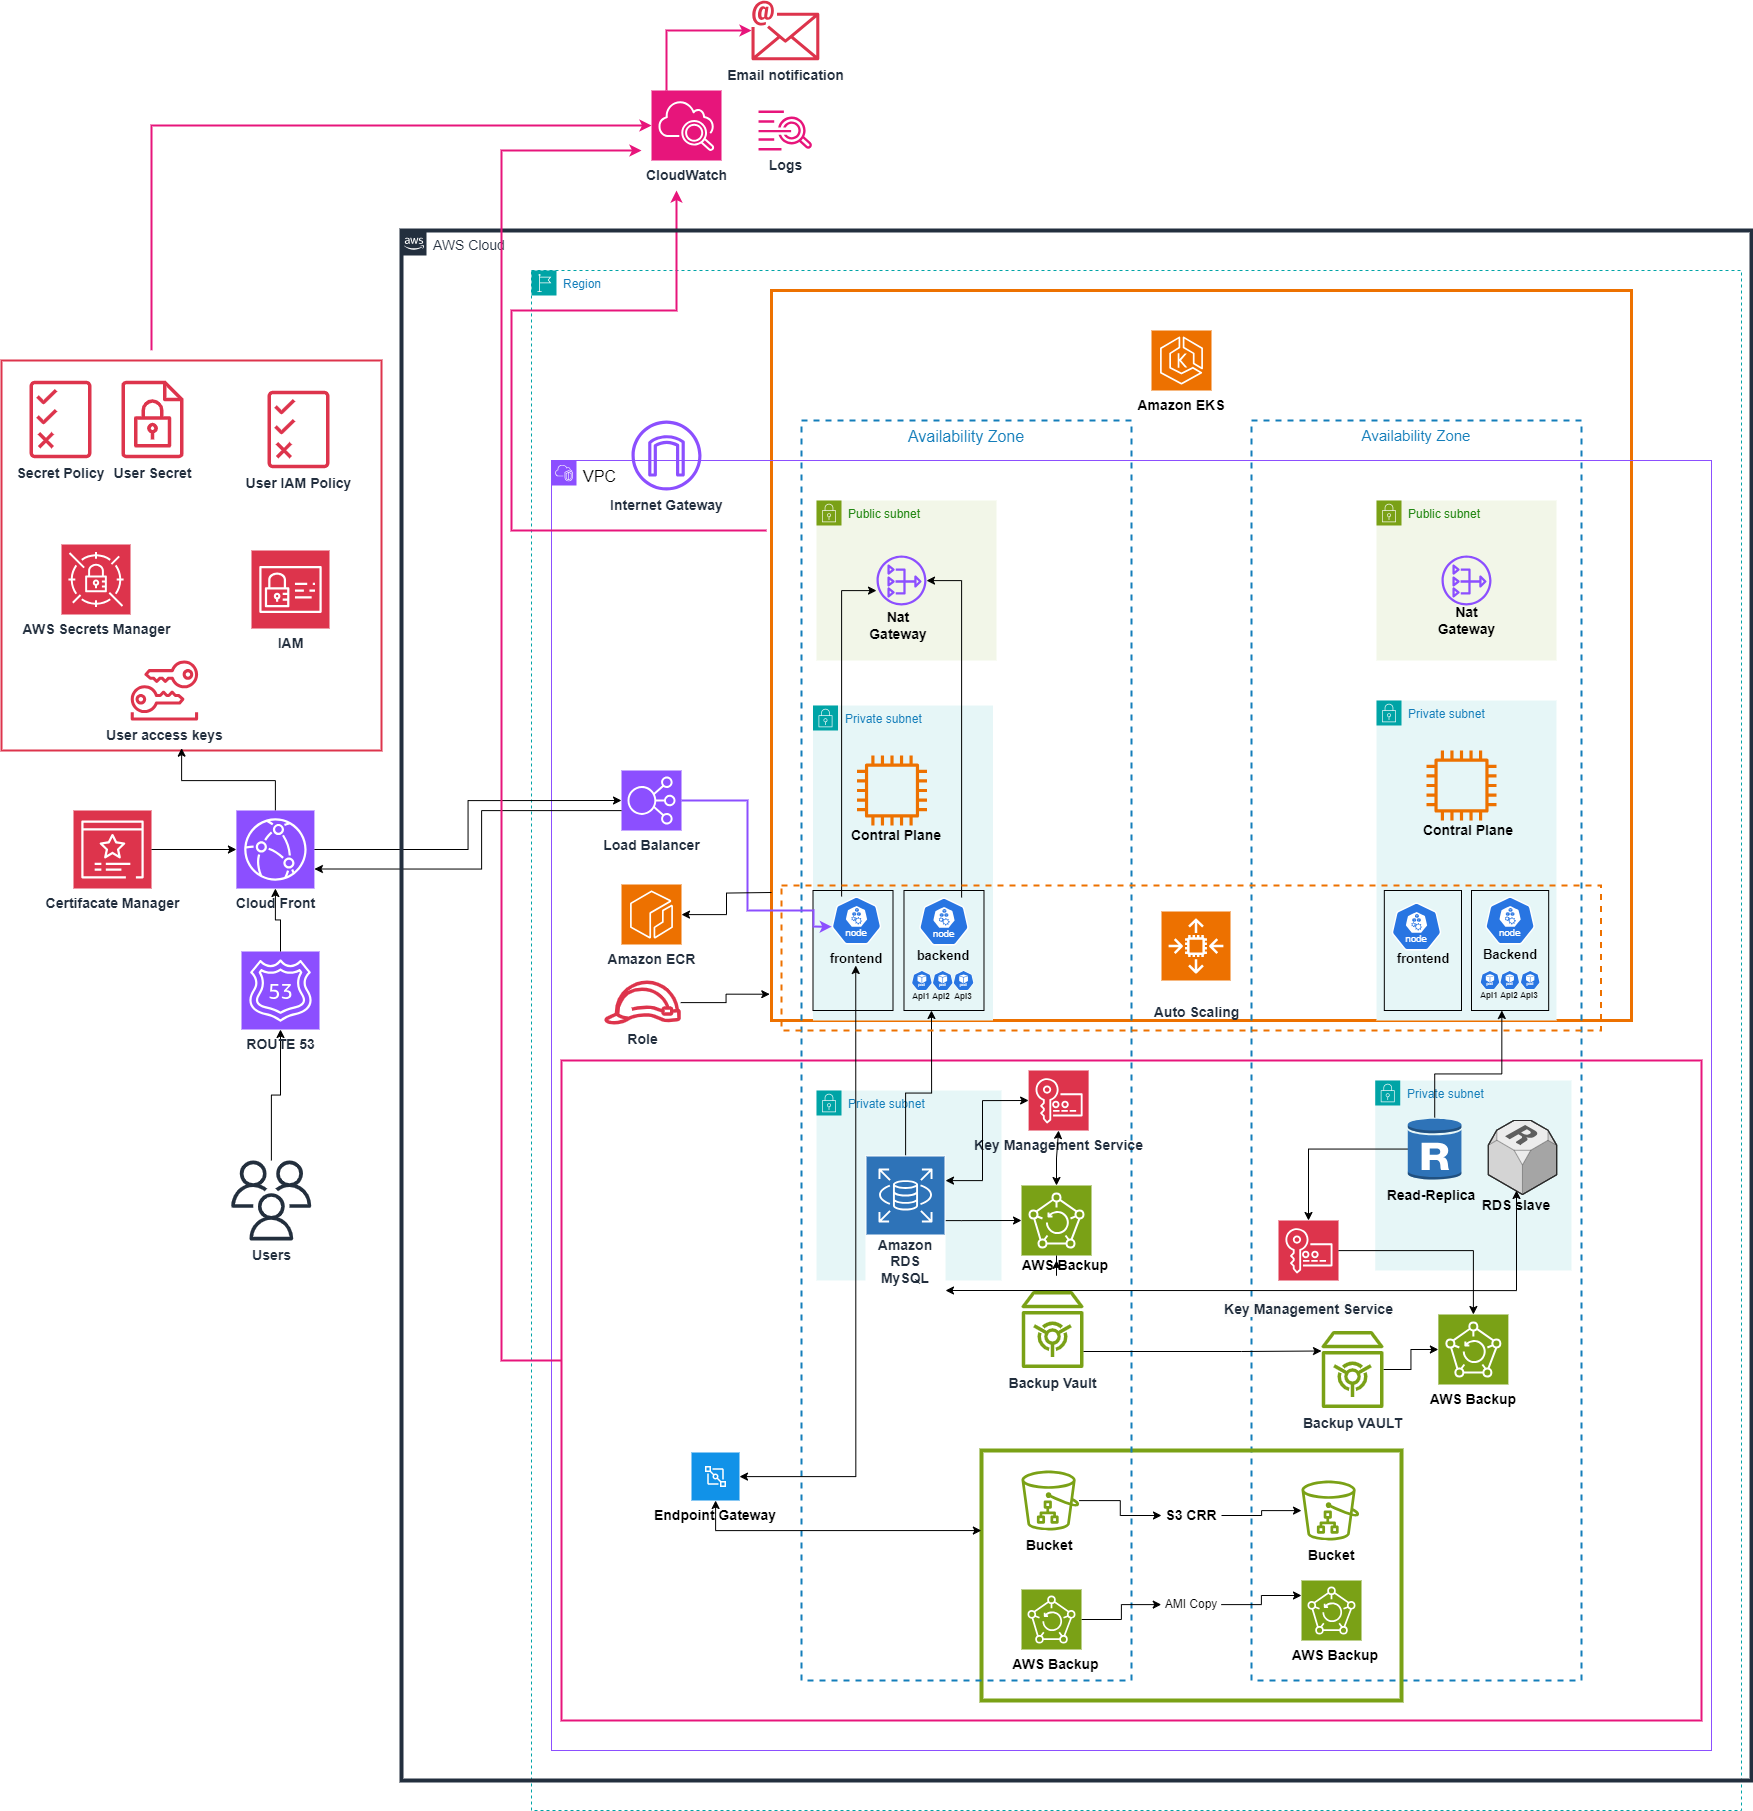 @
Email notification
CloudWatch
Logs
aws
AWS Cloud
Region
K
Amazon EKS
Availability Zone
Availability Zone
Secret Policy
User Secret
User IAM Policy
VPC
Internet Gateway
Public subnet
Public subnet
Nat
Gateway
Nat
Gateway
AWS Secrets Manager
IAM
User access keys
Private subnet
Private subnet
Contral Plane
Contral Plane
Load Balancer
Certifacate Manager
Cloud Front
Amazon ECR
node
frontend
node
backend
Api1 Api2 Api3
node
frontend
node
Backend
Api1 Api2 Api3
53
ROUTE 53
Role
Auto Scaling
Private subnet
Private subnet
Key Management Service
R
Read-Replica
R
RDS slave
Users
Amazon
RDS
MySQL
AWS Backup
Key Management Service
Backup Vault
Backup VAULT
AWS Backup
Endpoint Gateway
Bucket
S3 CRR
Bucket
AMI Copy
AWS Backup
AWS Backup